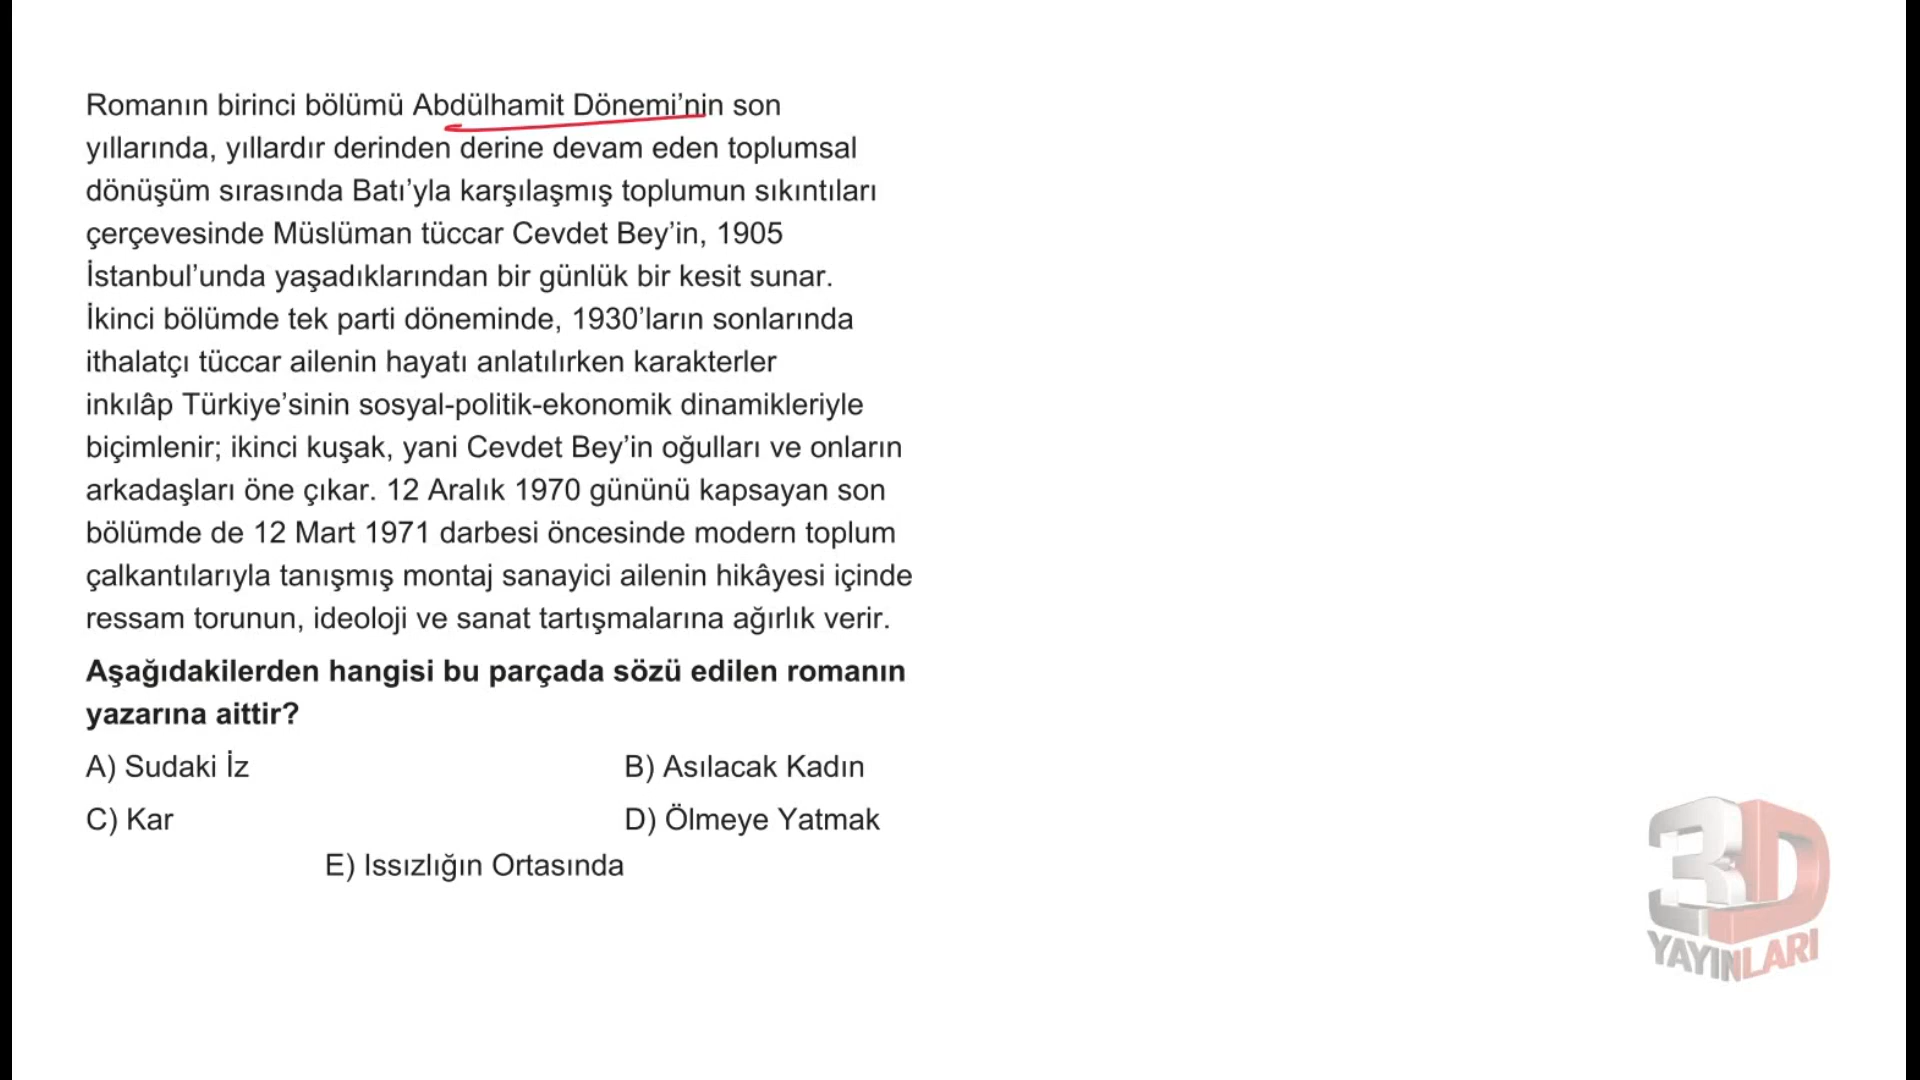 Romanın birinci bölümü Abdülhamit Dönemi’nin son
yıllarında, yıllardır derinden derine devam eden toplumsal
dönüşüm sırasında Batı’yla karşılaşmış toplumun sıkıntıları
çerçevesinde Müslüman tüccar Cevdet Bey’in, 1905
İstanbul’unda yaşadıklarından bir günlük bir kesit sunar.
İkinci bölümde tek parti döneminde, 1930’ların sonlarında
ithalatçı tüccar ailenin hayatı anlatılırken karakterler
inkılâp Türkiye’sinin sosyal-politik-ekonomik dinamikleriyle
biçimlenir; ikinci kuşak, yani Cevdet Bey’in oğulları ve onların
arkadaşları öne çıkar. 12 Aralık 1970 gününü kapsayan son
bölümde de 12 Mart 1971 darbesi öncesinde modern toplum
çalkantılarıyla tanışmış montaj sanayici ailenin hikâyesi içinde
ressam torunun, ideoloji ve sanat tartışmalarına ağırlık verir.
Aşağıdakilerden hangisi bu parçada sözü edilen romanın
yazarına aittir?
A) Sudaki İz B) Asılacak Kadın
C) Kar D) Ölmeye Yatmak
E) Issızlığın Ortasında
3D
YAYINLARI